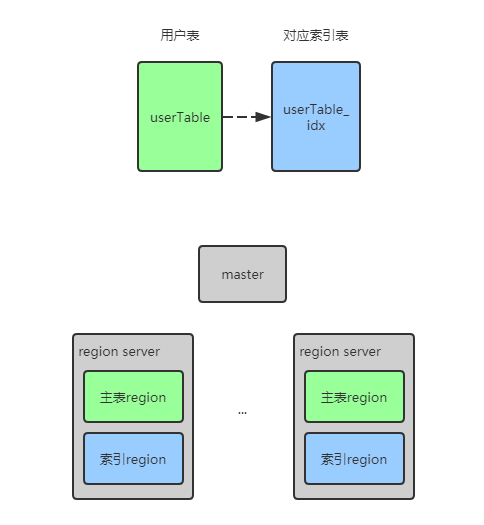 用户表
对应索引表
userTable
userTable_
idx
master
region server
region server
主表region
主表region
...
索引region
索引region